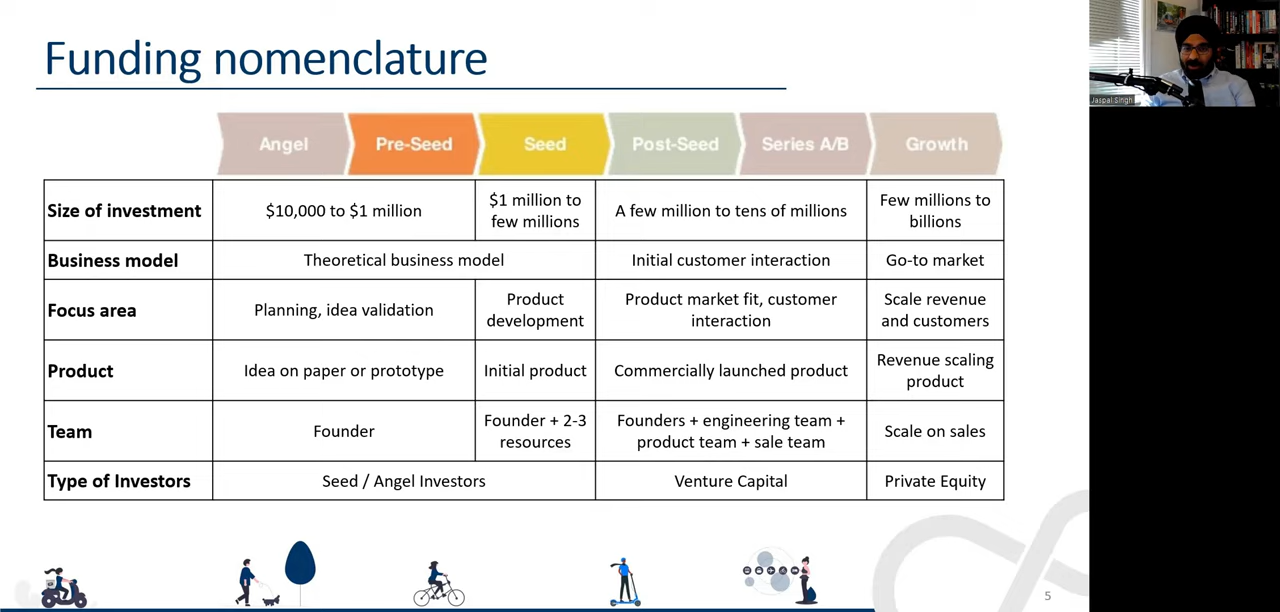 Funding nomenclature
Angel
Pre-Seed
Seed
Post-Seed
Series A/B
Growth
Size of investment
$10,000 to $1 million
$1 million to
few millions
A few million to tens of millions
Few millions to
billions
Business model
Theoretical business model
Initial customer interaction
Go-to market
Focus area
Planning, idea validation
Product
development
Product market fit, customer
interaction
Scale revenue
and customers
Product
Idea on paper or prototype
Initial product
Commercially launched product
Revenue scaling
product
Team
Founder
Founder + 2-3
resources
Founders + engineering team +
product team + sale team
Scale on sales
Type of Investors
Seed / Angel Investors
Venture Capital
Private Equity
5
Jaspal Singh